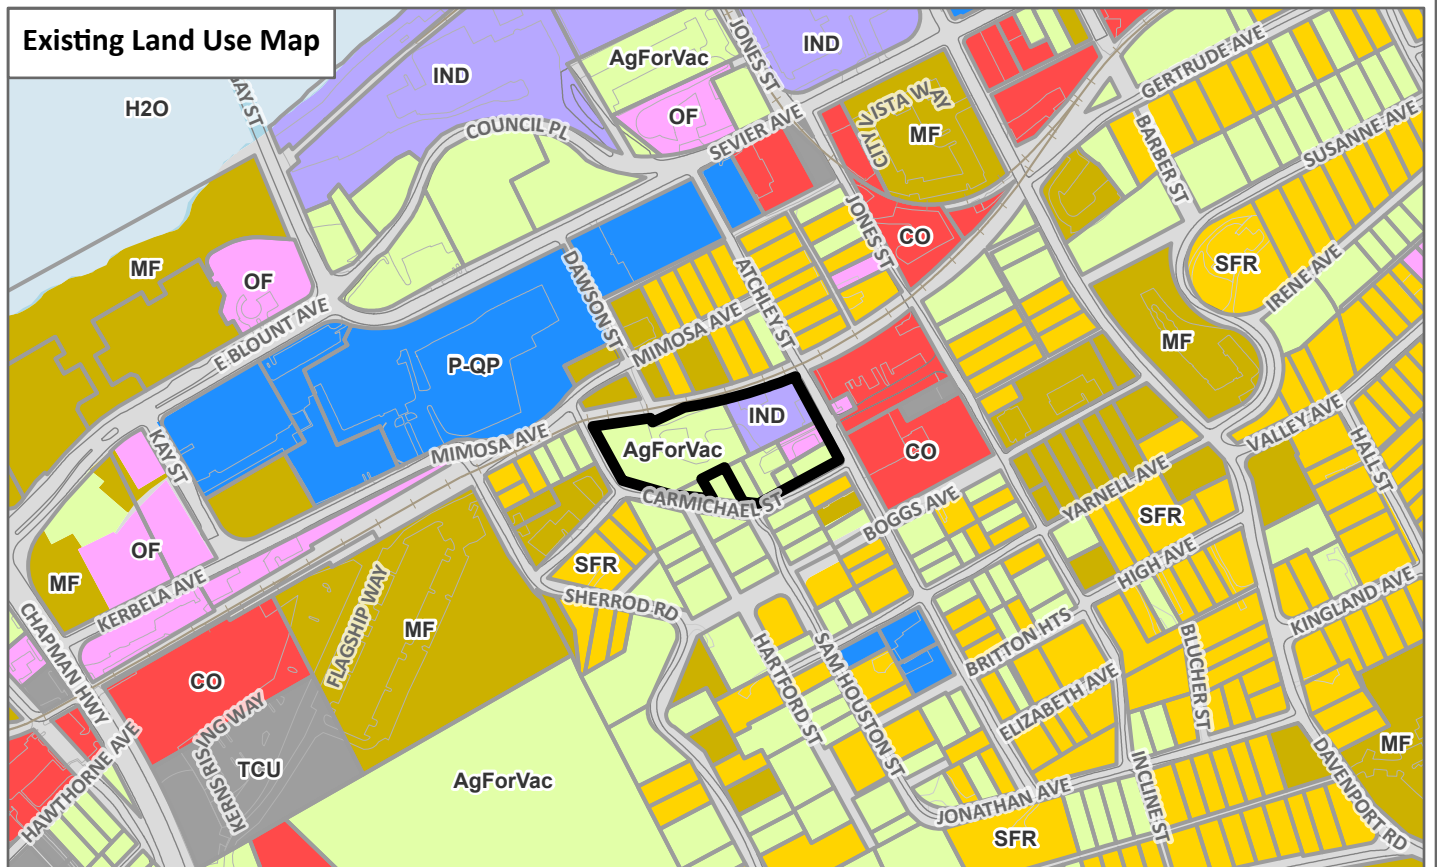 Existing Land Use Map
H2O
IND
AgForVac
IND
JONES ST
GERTRUDE AVE
OF
COUNCIL PL
SEVIER AVE
CITY VISTA WAY
MF
BARBER ST
SUSANNE AVE
JONES ST
CO
MF
OF
SFR
IRENE AVE
E BLOUNT AVE
DAWSON ST
ATCHLEY ST
MIMOSA AVE
MF
P-QP
IND
VALLEY AVE
HALL ST
KAY ST
MIMOSA AVE
AgForVac
CO
CARMICHAEL ST
BOGGS AVE
YARNELL AVE
SFR
OF
MF
KERBELA AVE
SFR
HIGH AVE
SHERROD RD
KINGLAND AVE
CHAPMAN HWY
FLAGSHIP WAY
MF
BRITTON HTS
BLUCHER ST
HARTFORD ST
SAM HOUSTON ST
CO
ELIZABETH AVE
KERNS RISING WAY
HAWTHORNE AVE
TCU
AgForVac
MF
INCLINE ST
DAVENPORT RD
JONATHAN AVE
SFR